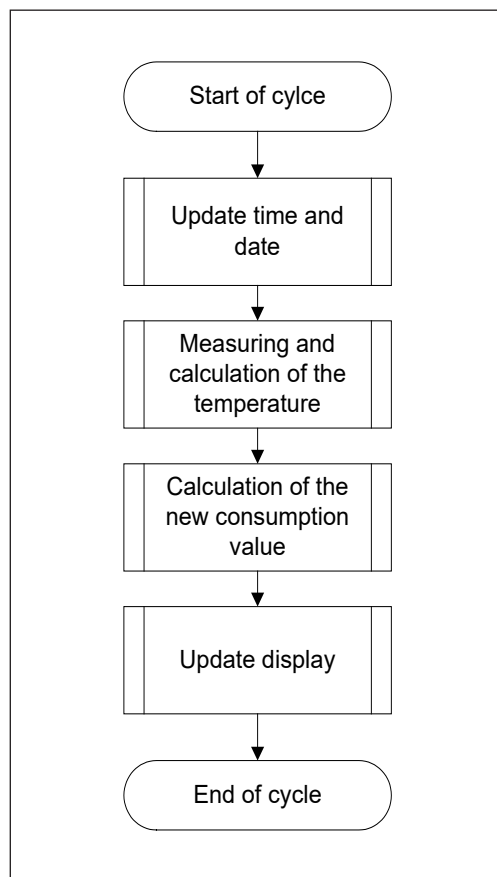 Start of cylce
Update time and
date
Measuring and
calculation of the
temperature
Calculation of the
new consumption
value
Update display
End of cycle